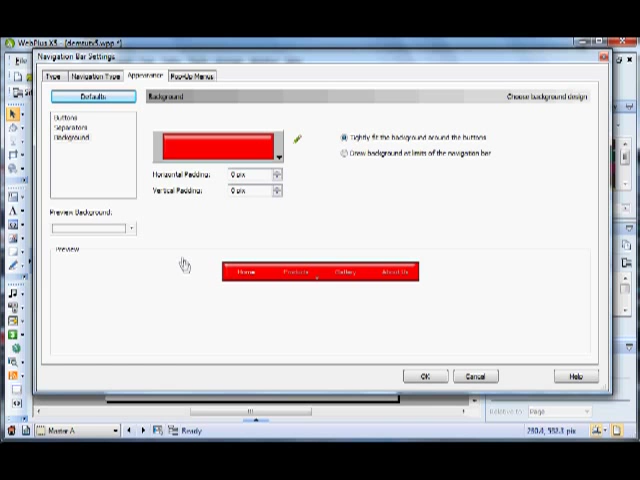 WebPlus X5 - [demtutx5.wpp *]
Navigation Bar Settings
Type
Navigation Type
Appearance
Pop-Up Menus
Defaults
Background
Choose background design
Buttons
Separators
Background
Tightly fit the background around the buttons
Draw background at limits of the navigation bar
Horizontal Padding:
0 pix
Vertical Padding:
0 pix
Preview Background:
Preview
Home
Products
Gallery
About Us
OK
Cancel
Help
Relative to:
Page
Master A
Ready